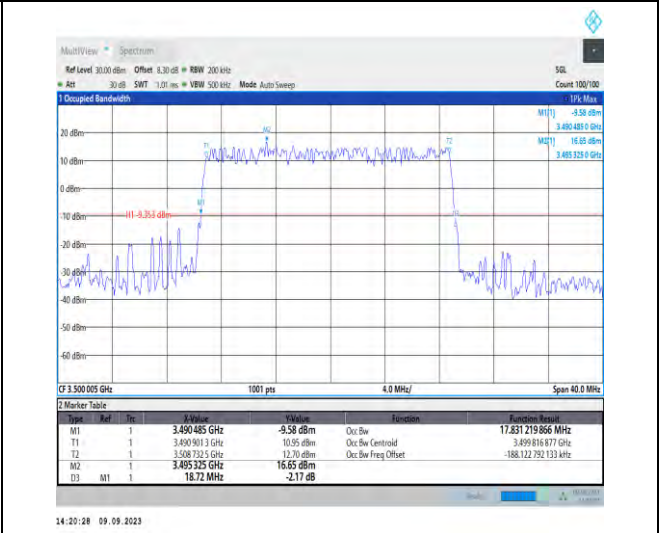 MultiView Spectrum
Ref Level 30.00 dBm Offset 8.30 dB RBW 200 kHz SGL
Att 30 dB SWT 1.01 ms VBW 500 kHz Mode Auto Sweep Count 100/100
1 Occupied Bandwidth 1Pk Max
M1[1] -9.58 dBm
3.490 485 0 GHz
M2[1] 16.65 dBm
3.495 325 0 GHz
20 dBm
M2
T1
T2
10 dBm
0 dBm
M1
-10 dBm
H1 -9.353 dBm
-20 dBm
-30 dBm
-40 dBm
-50 dBm
-60 dBm
CF 3.500 005 GHz 1001 pts 4.0 MHz/ Span 40.0 MHz
2 Marker Table
Type Ref Trc X-Value Y-Value Function Function Result
M1 1 3.490 485 GHz -9.58 dBm Occ Bw 17.831 219 866 MHz
T1 1 3.490 901 3 GHz 10.95 dBm Occ Bw Centroid 3.499 816 877 GHz
T2 1 3.508 732 5 GHz 12.70 dBm Occ Bw Freq Offset -188.122 792 133 kHz
M2 1 3.495 325 GHz 16.65 dBm
D3 M1 1 18.72 MHz -2.17 dB
14:20:28 09.09.2023